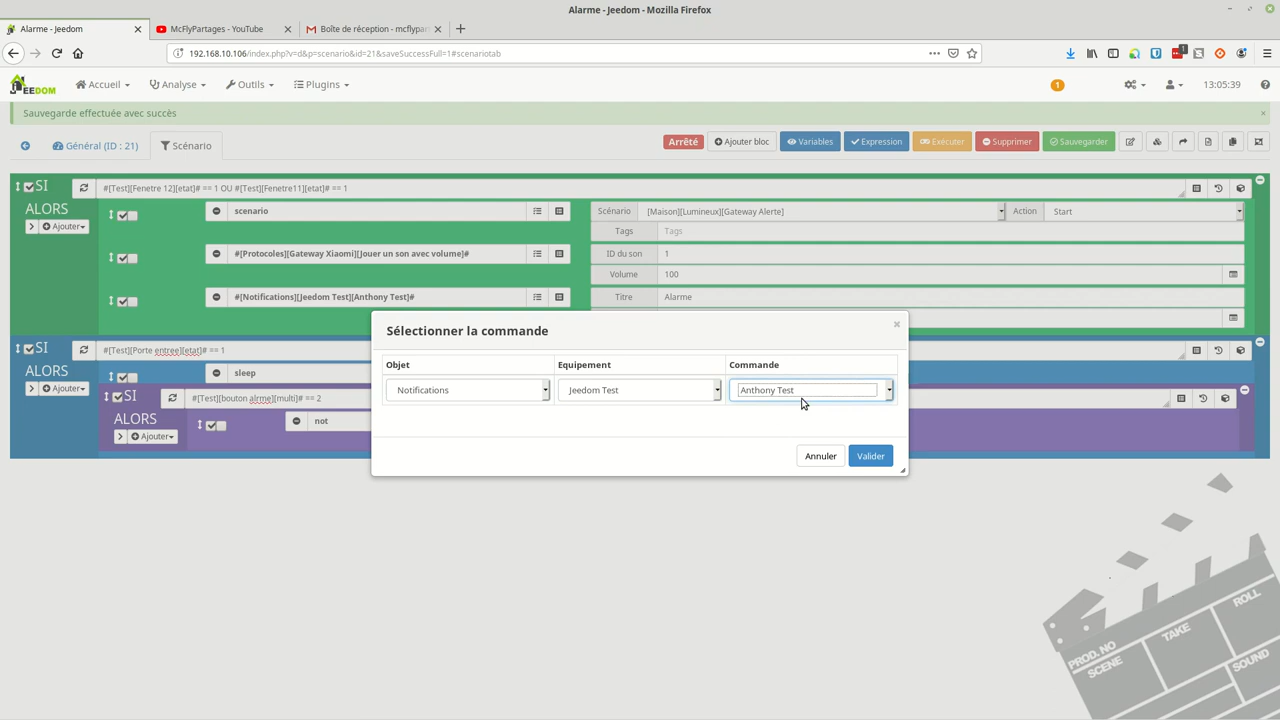 Alarme - Jeedom - Mozilla Firefox
Alarme - Jeedom
McFlyPartages - YouTube
Boîte de réception - mcflypar
192.168.10.106/index.php?v=d&p=scenario&id=21&saveSuccessFull=1#scenariotab
1
JEEDOM
Accueil
Analyse
Outils
Plugins
1
13:05:39
Sauvegarde effectuée avec succès
Général (ID : 21)
Scénario
Arrêté
Ajouter bloc
Variables
Expression
Exécuter
Supprimer
Sauvegarder
SI
#[Test][Fenetre 12][etat]# == 1 OU #[Test][Fenetre11][etat]# == 1
ALORS
Ajouter
scenario
Scénario
[Maison][Lumineux][Gateway Alerte]
Action
Start
Tags
Tags
#[Protocoles][Gateway Xiaomi][Jouer un son avec volume]#
ID du son
1
Volume
100
#[Notifications][Jeedom Test][Anthony Test]#
Titre
Alarme
SI
#[Test][Porte entree][etat]# == 1
ALORS
Ajouter
sleep
SI
#[Test][bouton alrme][multi]# == 2
ALORS
Ajouter
not
Sélectionner la commande
Objet
Equipement
Commande
Notifications
Jeedom Test
Anthony Test
Annuler
Valider
PROD.NO
SCENE
TAKE
ROLL
SOUND